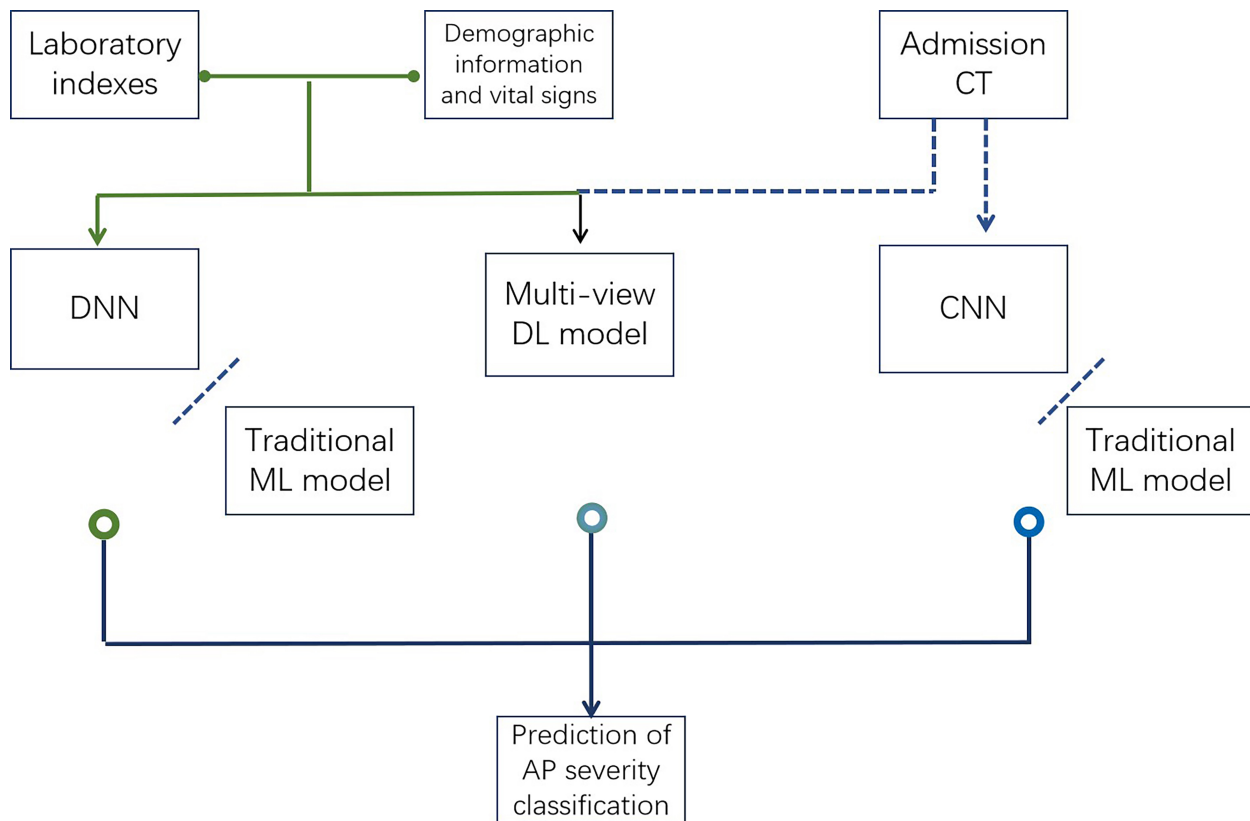 Laboratory
indexes
Demographic
information
and vital signs
Admission
CT
DNN
Multi-view
DL model
CNN
Traditional
ML model
Traditional
ML model
Prediction of
AP severity
classification